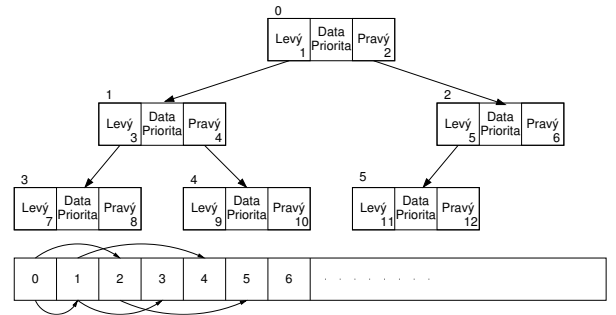 0
Levý Data Pravý
1 Priorita 2
1
Levý Data Pravý
3 Priorita 4
2
Levý Data Pravý
5 Priorita 6
3
Levý Data Pravý
7 Priorita 8
4
Levý Data Pravý
9 Priorita 10
5
Levý Data Pravý
11 Priorita 12
0 1 2 3 4 5 6 . . . . . . . .